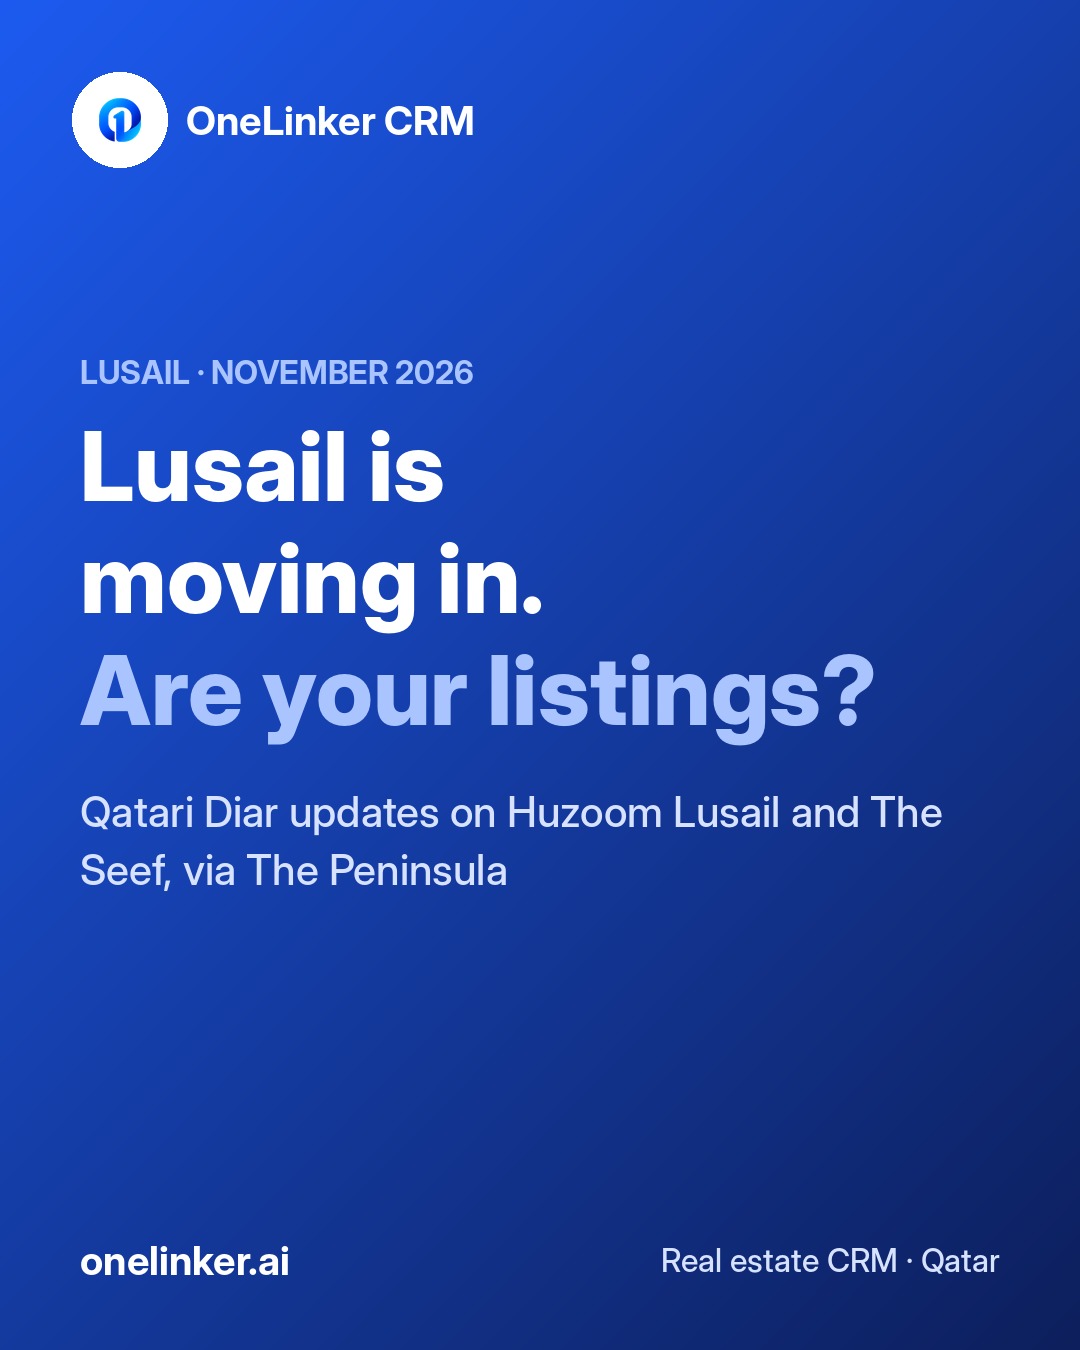 OneLinker CRM
LUSAIL · NOVEMBER 2026
Lusail is
moving in.
Are your listings?
Qatari Diar updates on Huzoom Lusail and The
Seef, via The Peninsula
onelinker.ai
Real estate CRM · Qatar